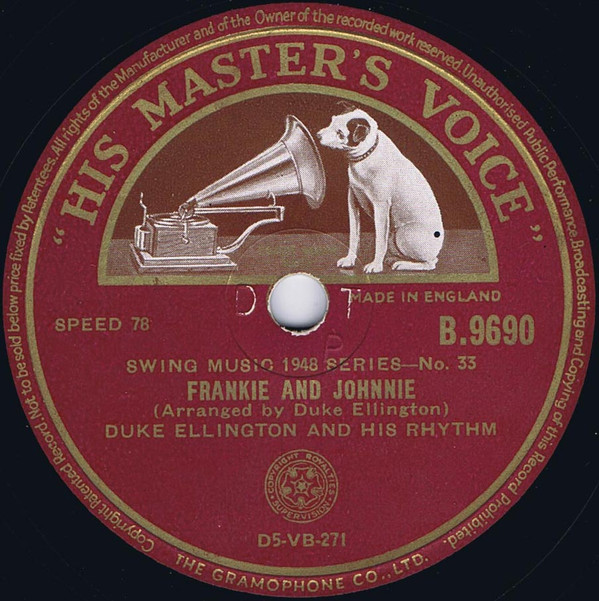 Copyright. Patented Record. Not to be sold below price fixed by Patentees. All rights of the Manufacturer and of the Owner of the recorded work reserved. Unauthorised Public Performance, Broadcasting and Copying of this Record Prohibited.
"HIS MASTER'S VOICE"
D T
MADE IN ENGLAND
SPEED 78
B.9690
P
SWING MUSIC 1948 SERIES—No. 33
FRANKIE AND JOHNNIE
(Arranged by Duke Ellington)
DUKE ELLINGTON AND HIS RHYTHM
COPYRIGHT ROYALTIES
SUPERVISION
D5-VB-271
THE GRAMOPHONE CO., LTD.